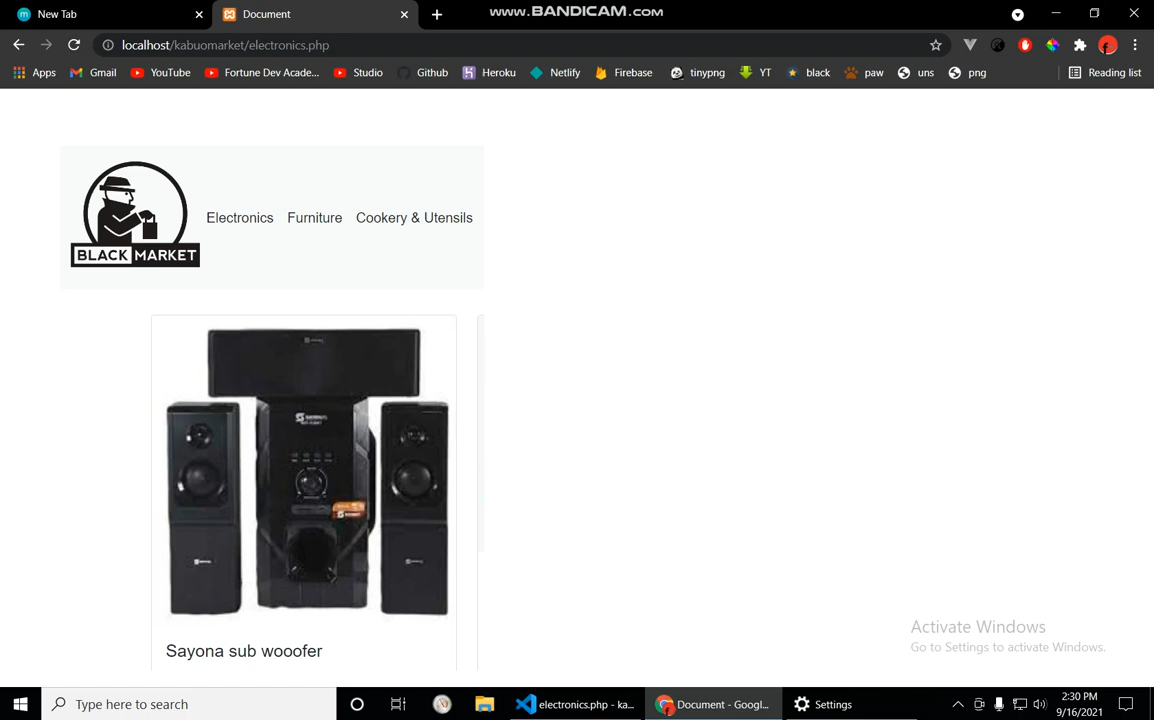 New Tab
Document
www.BANDICAM.com
localhost/kabuomarket/electronics.php
Apps
Gmail
YouTube
Fortune Dev Acade...
Studio
Github
Heroku
Netlify
Firebase
tinypng
YT
black
paw
uns
png
Reading list
BLACK MARKET
Electronics
Furniture
Cookery & Utensils
Sayona sub wooofer
Activate Windows
Go to Settings to activate Windows.
Type here to search
electronics.php - ka...
Document - Googl...
Settings
2:30 PM
9/16/2021